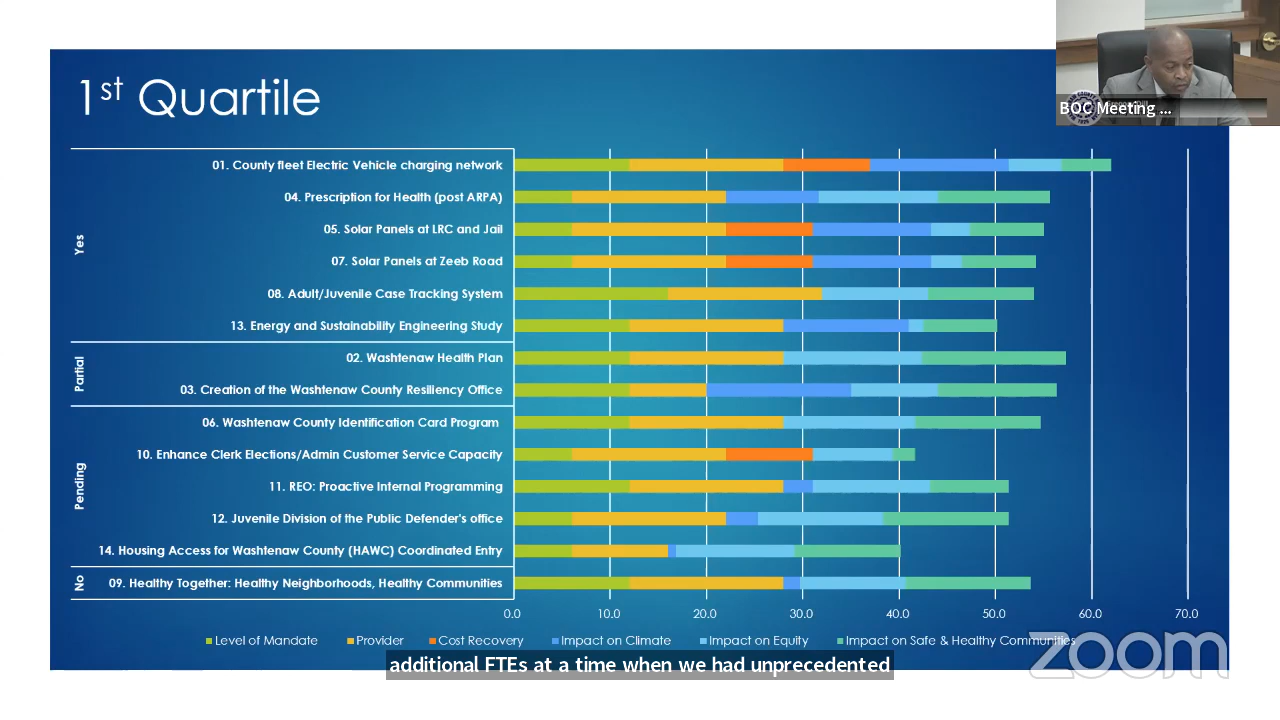 1st Quartile
BOC Meeting ...
Yes
01. County fleet Electric Vehicle charging network
04. Prescription for Health (post ARPA)
05. Solar Panels at LRC and Jail
07. Solar Panels at Zeeb Road
08. Adult/Juvenile Case Tracking System
13. Energy and Sustainability Engineering Study
Partial
02. Washtenaw Health Plan
03. Creation of the Washtenaw County Resiliency Office
Pending
06. Washtenaw County Identification Card Program
10. Enhance Clerk Elections/Admin Customer Service Capacity
11. REO: Proactive Internal Programming
12. Juvenile Division of the Public Defender's office
14. Housing Access for Washtenaw County (HAWC) Coordinated Entry
No
09. Healthy Together: Healthy Neighborhoods, Healthy Communities
0.0 10.0 20.0 30.0 40.0 50.0 60.0 70.0
Level of Mandate Provider Cost Recovery Impact on Climate Impact on Equity Impact on Safe & Healthy Communities
additional FTEs at a time when we had unprecedented
zoom